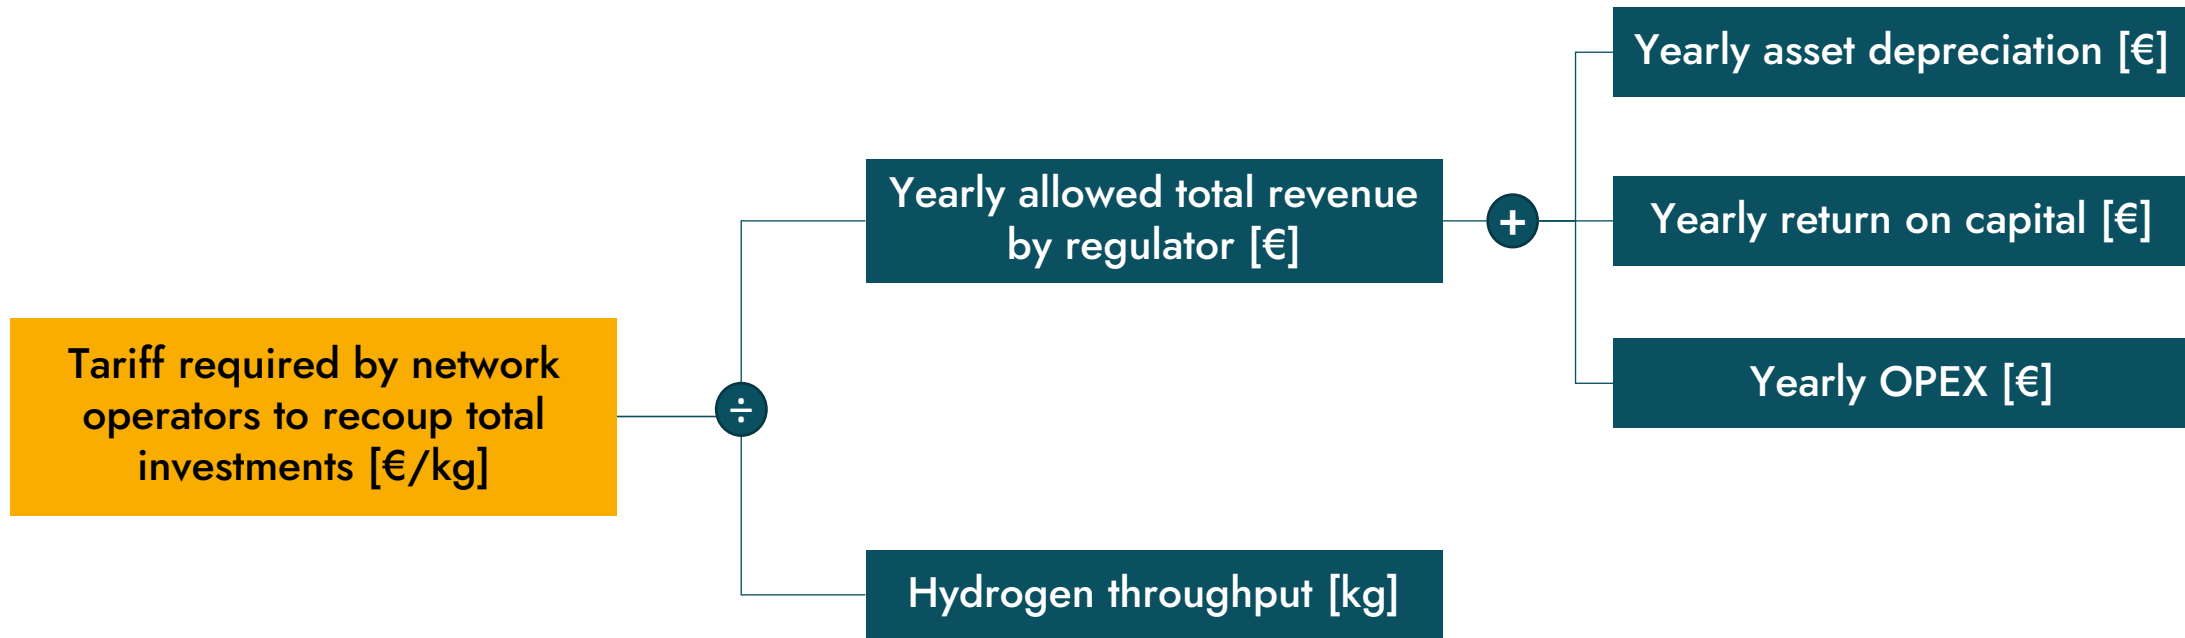 Yearly asset depreciation [€]
Yearly allowed total revenue
by regulator [€]
+
Yearly return on capital [€]
Tariff required by network
operators to recoup total
investments [€/kg]
÷
Yearly OPEX [€]
Hydrogen throughput [kg]